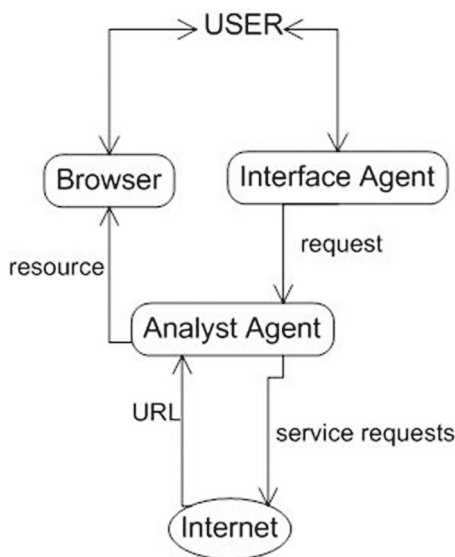 USER
Browser
Interface Agent
resource
request
Analyst Agent
URL
service requests
Internet